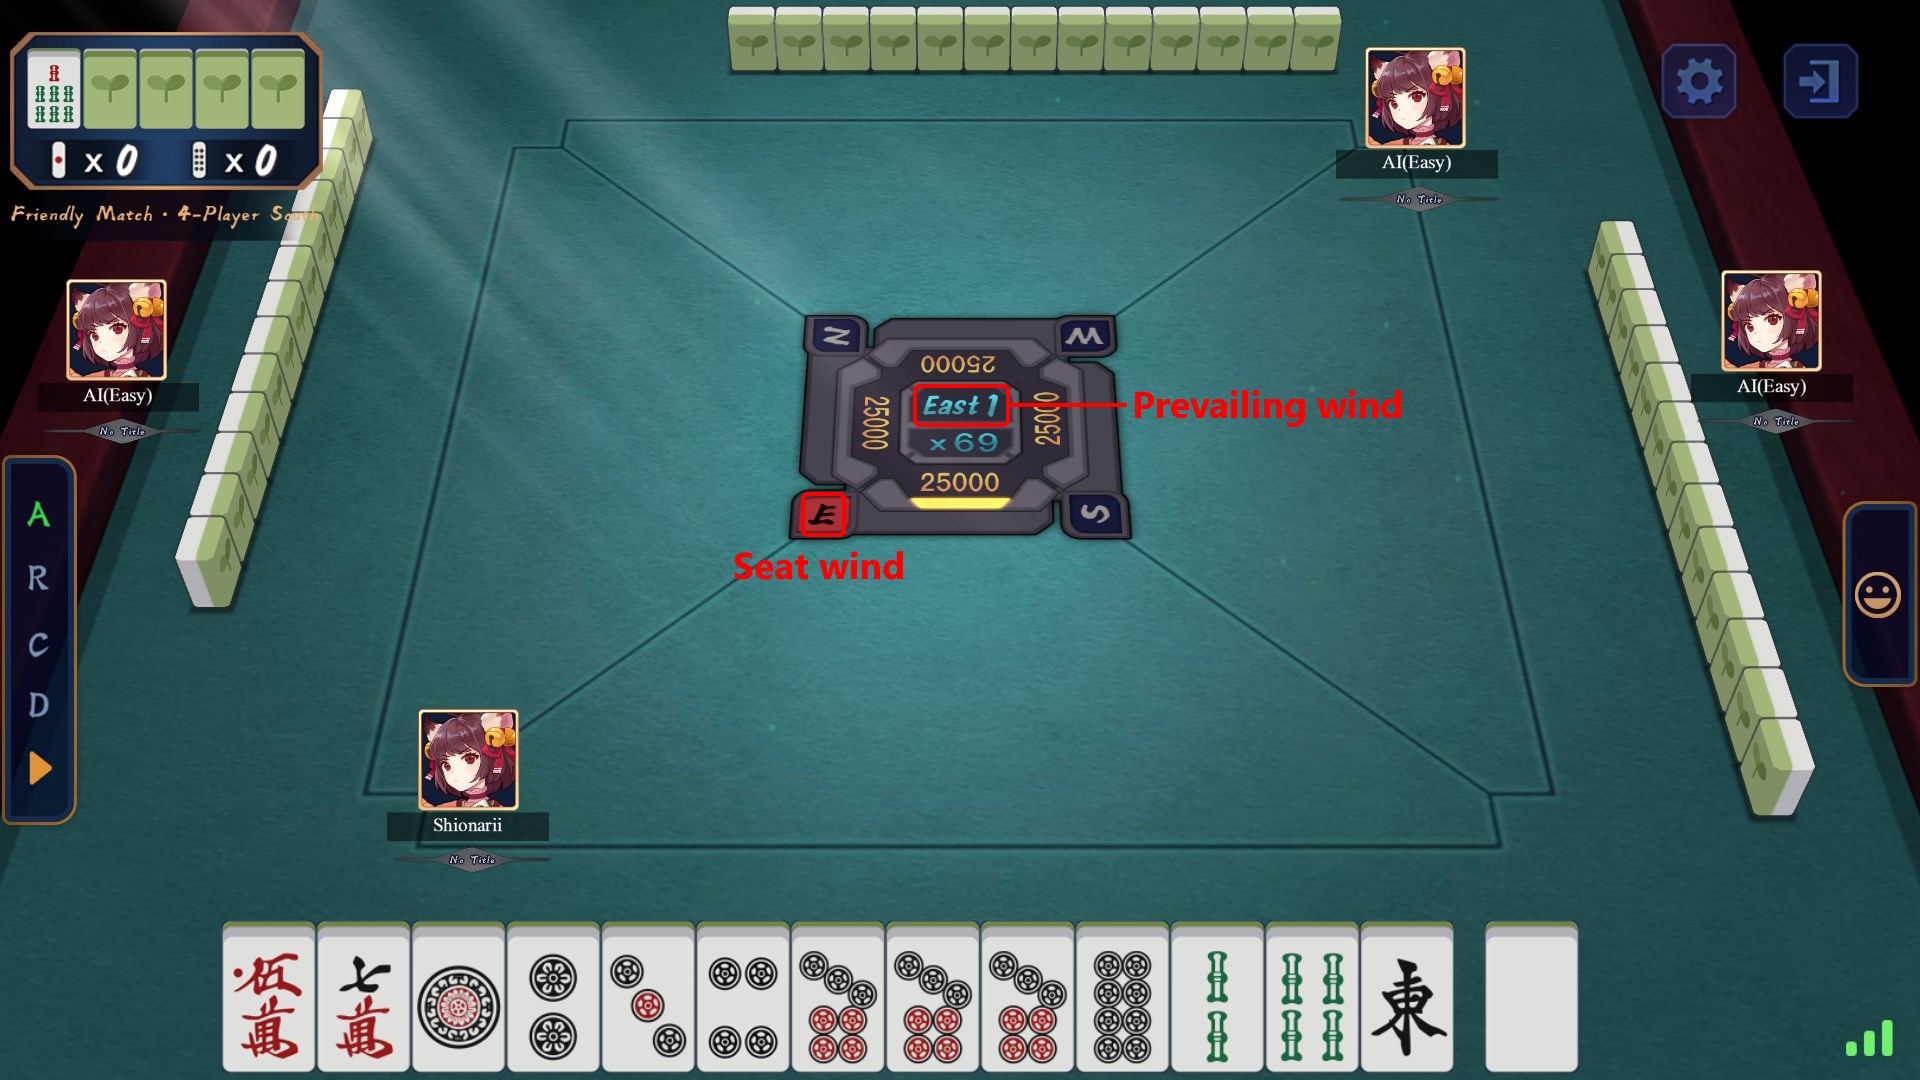 x 0 x 0
Friendly Match · 4-Player South
AI(Easy)
No Title
AI(Easy)
No Title
AI(Easy)
No Title
N
W
25000
25000
East 1
25000
Prevailing wind
x69
25000
E
S
Seat wind
A
R
C
D
Shionarii
No Title
伍萬
七萬
東